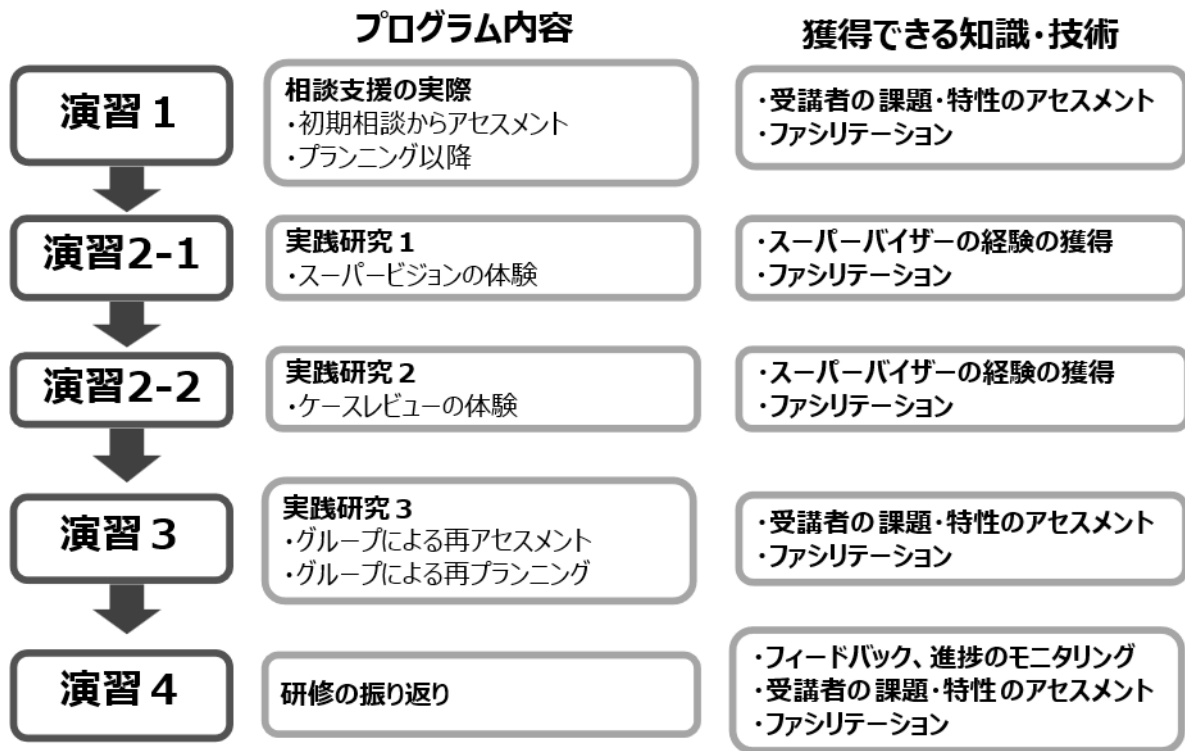 プログラム内容
獲得できる知識・技術
演習１
相談支援の実際
・初期相談からアセスメント
・プランニング以降
・受講者の課題・特性のアセスメント
・ファシリテーション
演習2-1
実践研究１
・スーパービジョンの体験
・スーパーバイザーの経験の獲得
・ファシリテーション
演習2-2
実践研究２
・ケースレビューの体験
・スーパーバイザーの経験の獲得
・ファシリテーション
演習３
実践研究３
・グループによる再アセスメント
・グループによる再プランニング
・受講者の課題・特性のアセスメント
・ファシリテーション
演習４
研修の振り返り
・フィードバック、進捗のモニタリング
・受講者の課題・特性のアセスメント
・ファシリテーション